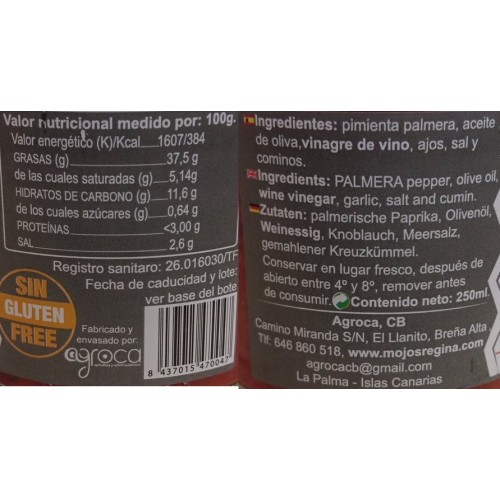 Valor nutricional medido por: 100g.
Valor energético (K)/Kcal 1607/384
GRASAS (g) 37,5 g
de las cuales saturadas (g) 5,14g
HIDRATOS DE CARBONO (g) 11,6 g
de los cuales azúcares (g) 0,64 g
PROTEÍNAS <3,00 g
SAL 2,6 g
Registro sanitaro: 26.016030/TF
Fecha de caducidad y lote:
ver base del bote
SIN
GLUTEN
FREE
Fabricado y
envasado por:
agroca
8 437015 470047
Ingredientes: pimienta palmera, aceite
de oliva,vinagre de vino, ajos, sal y
cominos.
Ingredients: PALMERA pepper, olive oil,
wine vinegar, garlic, salt and cumin.
Zutaten: palmerische Paprika, Olivenöl,
Weinessig, Knoblauch, Meersalz,
gemahlener Kreuzkümmel.
Conservar en lugar fresco, después de
abierto entre 4º y 8º, remover antes
de consumir. Contenido neto: 250ml.
Agroca, CB
Camino Miranda S/N, El Llanito, Breña Alta
Tlf: 646 860 518, www.mojosregina.com
agrocacb@gmail.com
La Palma - Islas Canarias